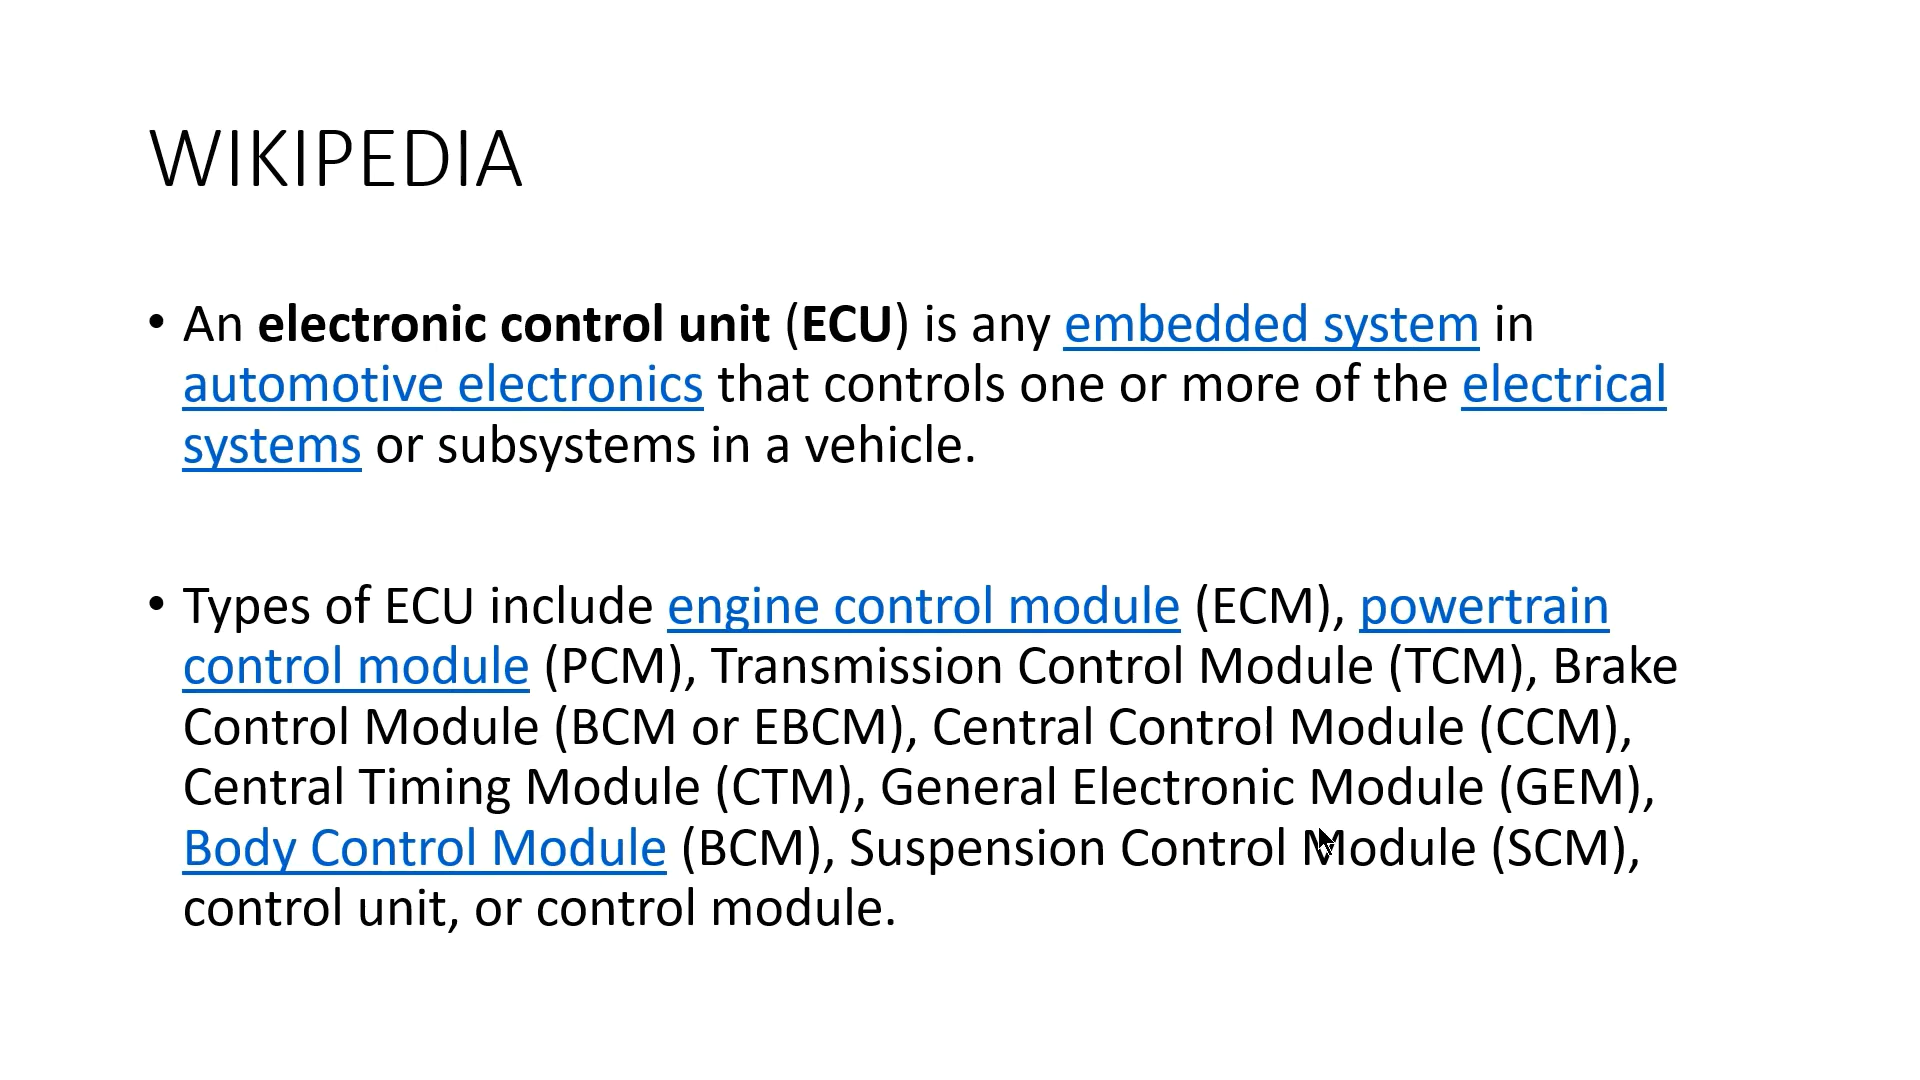 WIKIPEDIA
• An electronic control unit (ECU) is any embedded system in
automotive electronics that controls one or more of the electrical
systems or subsystems in a vehicle.
• Types of ECU include engine control module (ECM), powertrain
control module (PCM), Transmission Control Module (TCM), Brake
Control Module (BCM or EBCM), Central Control Module (CCM),
Central Timing Module (CTM), General Electronic Module (GEM),
Body Control Module (BCM), Suspension Control Module (SCM),
control unit, or control module.